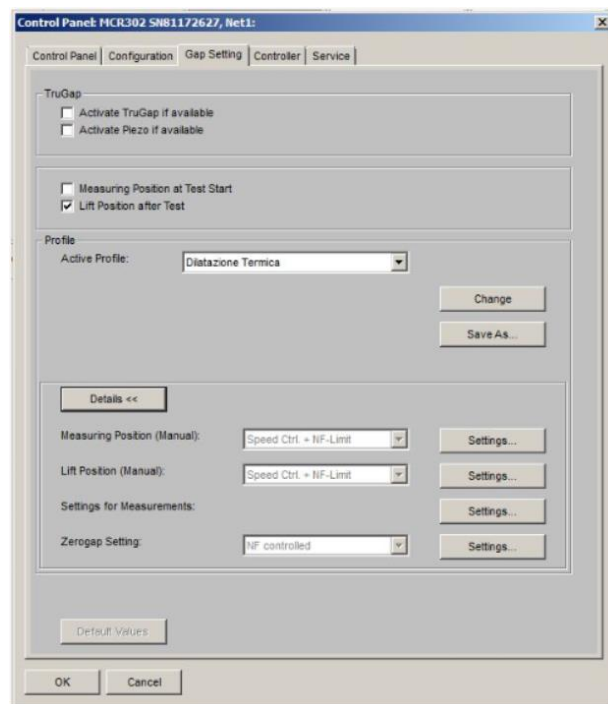 Control Panel: MCR302 SN81172627, Net1:
Control Panel Configuration Gap Setting Controller Service
TruGap
Activate TruGap if available
Activate Piezo if available
Measuring Position at Test Start
Lift Position after Test
Profile
Active Profile: Dilatazione Termica
Change
Save As...
Details <<
Measuring Position (Manual): Speed Ctrl. + NF-Limit Settings...
Lift Position (Manual): Speed Ctrl. + NF-Limit Settings...
Settings for Measurements: Settings...
Zerogap Setting: NF controlled Settings...
Default Values
OK Cancel